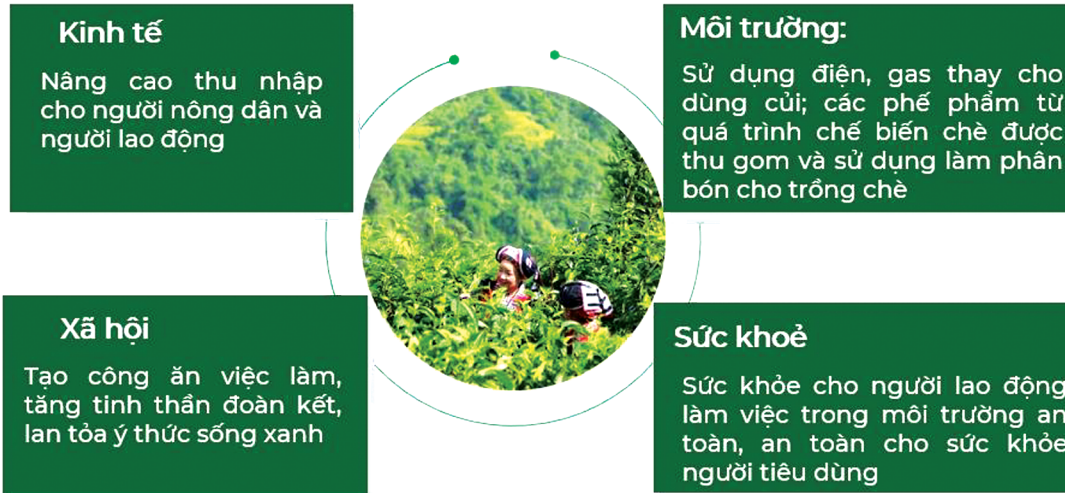 Kinh tế
Nâng cao thu nhập
cho người nông dân và
người lao động
Môi trường:
Sử dụng điện, gas thay cho
dùng củi; các phế phẩm từ
quá trình chế biến chè được
thu gom và sử dụng làm phân
bón cho trồng chè
Xã hội
Tạo công ăn việc làm,
tăng tinh thần đoàn kết,
lan tỏa ý thức sống xanh
Sức khoẻ
Sức khỏe cho người lao động
làm việc trong môi trường an
toàn, an toàn cho sức khỏe
người tiêu dùng